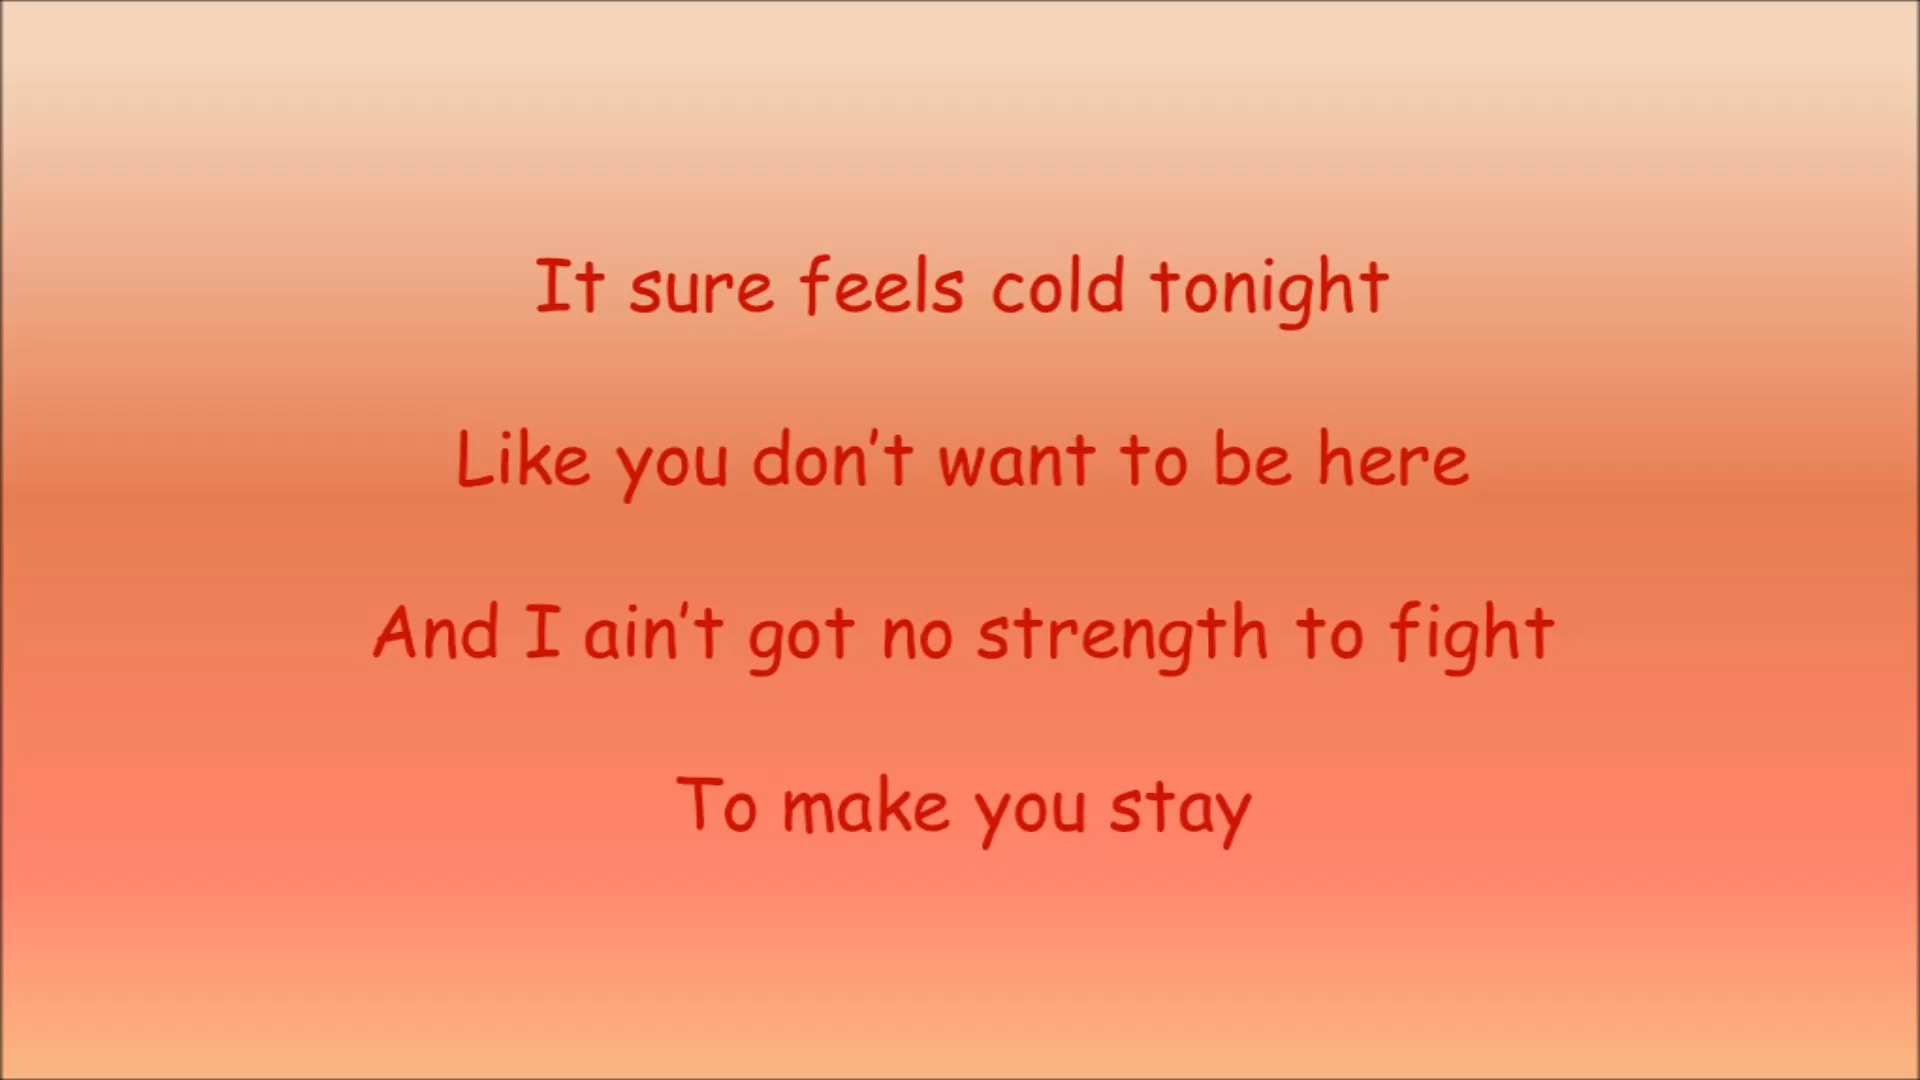 It sure feels cold tonight
Like you don’t want to be here
And I ain’t got no strength to fight
To make you stay